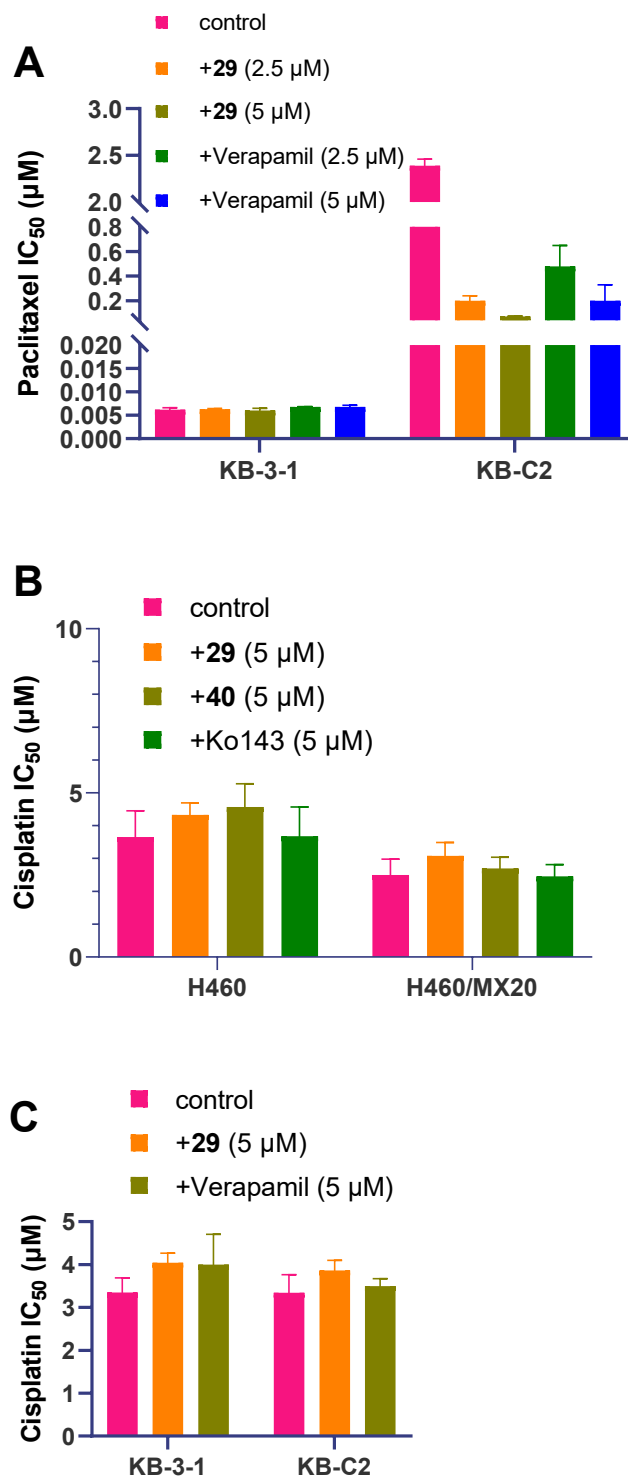 A
control
+29 (2.5 µM)
+29 (5 µM)
+Verapamil (2.5 µM)
+Verapamil (5 µM)
Paclitaxel IC50 (µM)
3.0
2.5
2.0
0.8
0.6
0.4
0.2
0.020
0.015
0.010
0.005
0.000
KB-3-1 KB-C2
B
control
+29 (5 µM)
+40 (5 µM)
+Ko143 (5 µM)
Cisplatin IC50 (µM)
10
5
0
H460 H460/MX20
C
control
+29 (5 µM)
+Verapamil (5 µM)
Cisplatin IC50 (µM)
5
4
3
2
1
0
KB-3-1 KB-C2